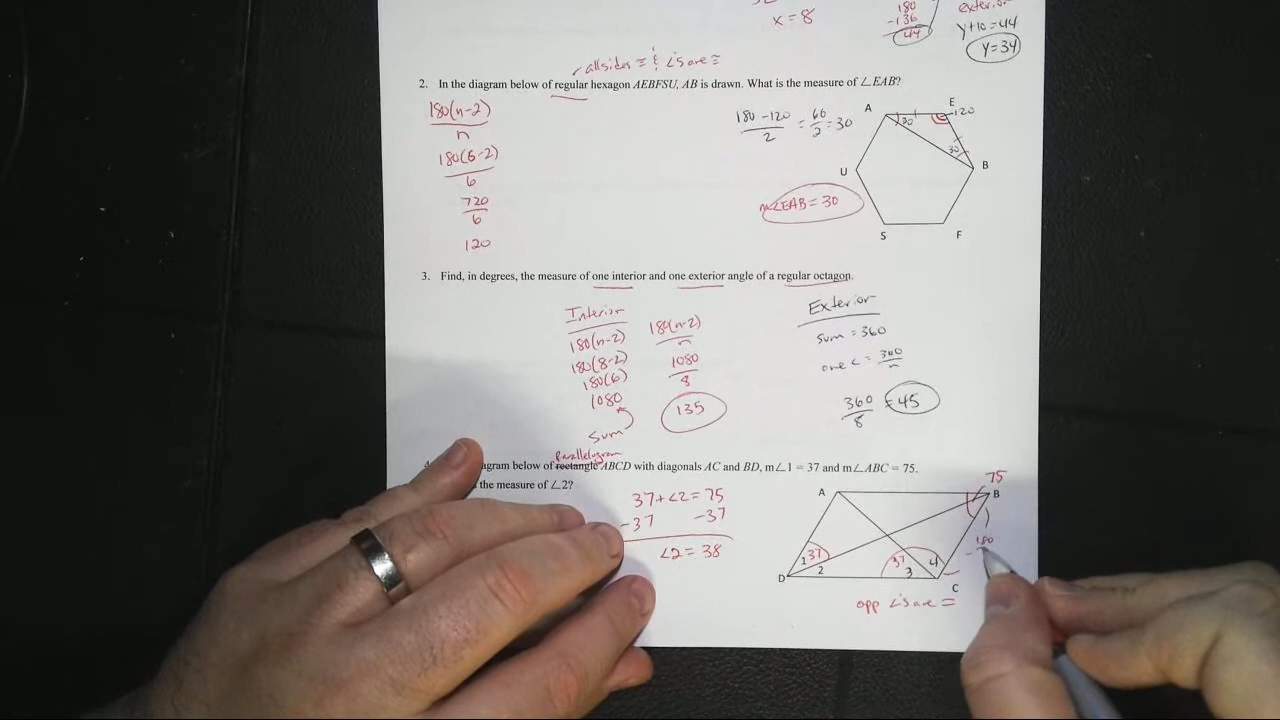 x = 8
180
-136
44
exterior
y+10=44
y=34
all sides ≅ & ∠'s are ≅
2. In the diagram below of regular hexagon AEBFSU, AB is drawn. What is the measure of ∠EAB?
180(n-2)
n
180(6-2)
6
720
6
120
180-120
2
= 60
2
= 30
m∠EAB = 30
A
E
120
30
30
B
U
S
F
3. Find, in degrees, the measure of one interior and one exterior angle of a regular octagon.
Interior
180(n-2)
180(8-2)
180(6)
1080
Sum
180(n-2)
n
1080
8
135
Exterior
sum = 360
one < = 360
n
360
8
= 45
Parallelogram
agram below of rectangle ABCD with diagonals AC and BD, m∠1 = 37 and m∠ABC = 75.
the measure of ∠2?
37+∠2=75
-37 -37
∠2 = 38
A
75
B
180
-
1 37
2
D
37
3
4
C
opp ∠'s are =